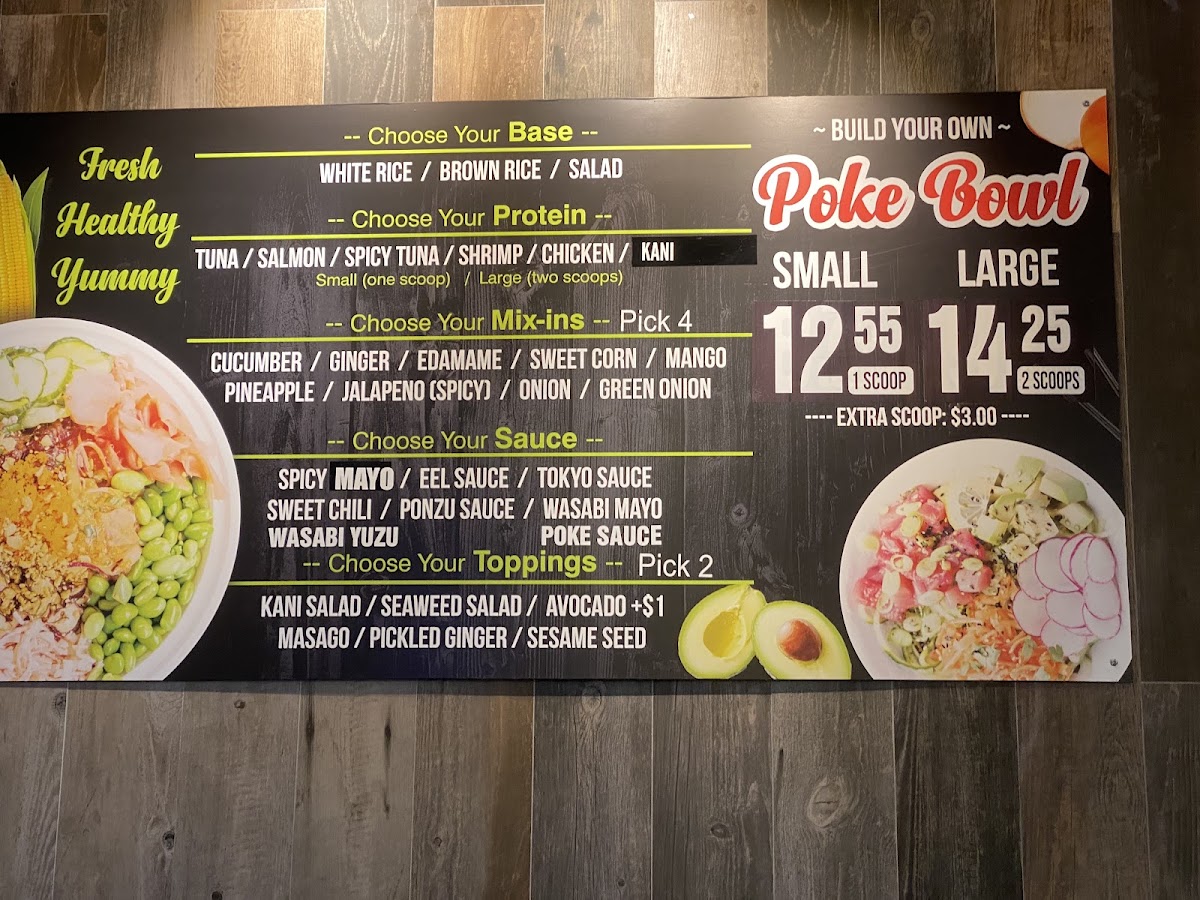 Fresh
Healthy
Yummy
-- Choose Your Base --
WHITE RICE / BROWN RICE / SALAD
-- Choose Your Protein --
TUNA / SALMON / SPICY TUNA / SHRIMP / CHICKEN / KANI
Small (one scoop) / Large (two scoops)
-- Choose Your Mix-ins -- Pick 4
CUCUMBER / GINGER / EDAMAME / SWEET CORN / MANGO
PINEAPPLE / JALAPENO (SPICY) / ONION / GREEN ONION
-- Choose Your Sauce --
SPICY MAYO / EEL SAUCE / TOKYO SAUCE
SWEET CHILI / PONZU SAUCE / WASABI MAYO
WASABI YUZU POKE SAUCE
-- Choose Your Toppings -- Pick 2
KANI SALAD / SEAWEED SALAD / AVOCADO +$1
MASAGO / PICKLED GINGER / SESAME SEED
~ BUILD YOUR OWN ~
Poke Bowl
SMALL LARGE
12 55 14 25
1 SCOOP 2 SCOOPS
---- EXTRA SCOOP: $3.00 ----